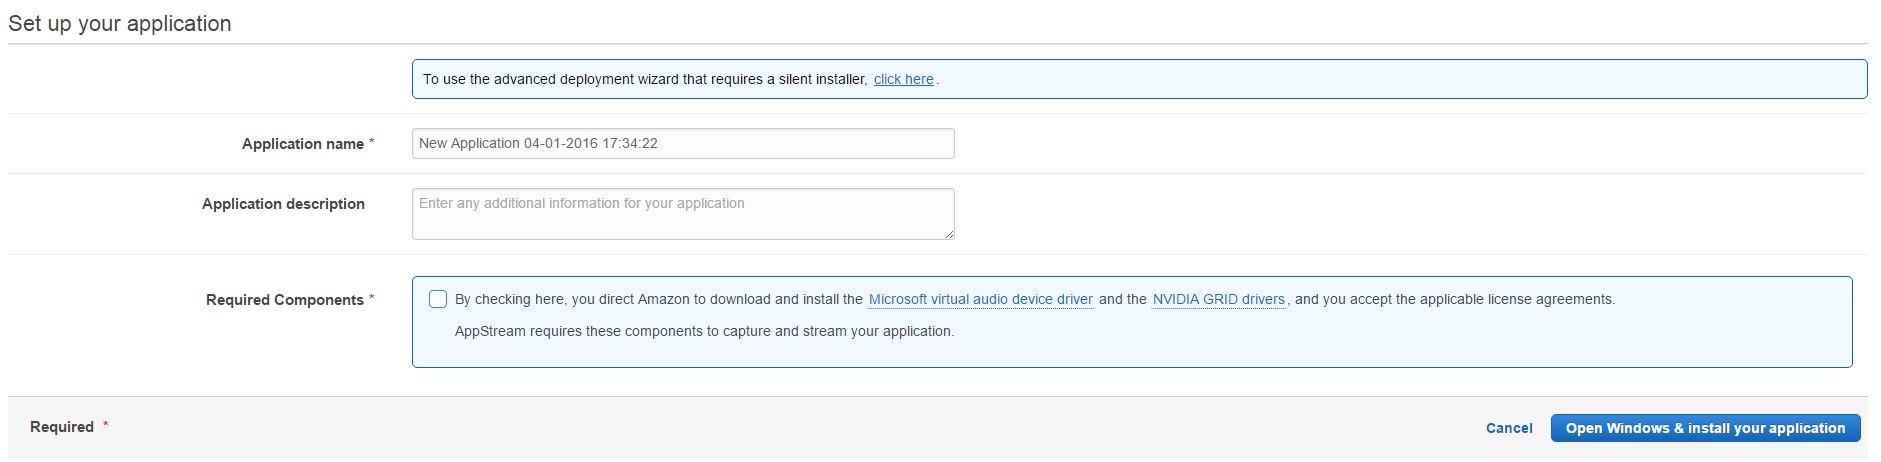 Set up your application
To use the advanced deployment wizard that requires a silent installer, click here.
Application name *
New Application 04-01-2016 17:34:22
Application description
Enter any additional information for your application
Required Components *
By checking here, you direct Amazon to download and install the Microsoft virtual audio device driver and the NVIDIA GRID drivers, and you accept the applicable license agreements.
AppStream requires these components to capture and stream your application.
Required *
Cancel
Open Windows & install your application